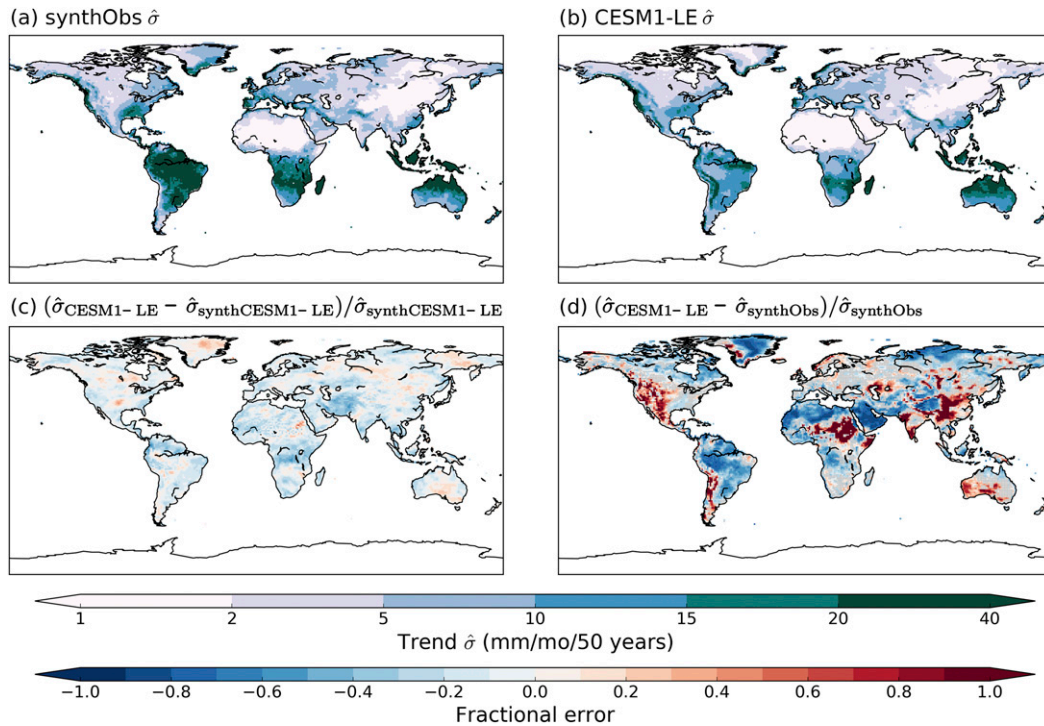 (a) synthObs σ̂
(b) CESM1-LE σ̂
(c) (σ̂CESM1-LE − σ̂synthCESM1-LE)/σ̂synthCESM1-LE
(d) (σ̂CESM1-LE − σ̂synthObs)/σ̂synthObs
1 2 5 10 15 20 40
Trend σ̂ (mm/mo/50 years)
−1.0 −0.8 −0.6 −0.4 −0.2 0.0 0.2 0.4 0.6 0.8 1.0
Fractional error